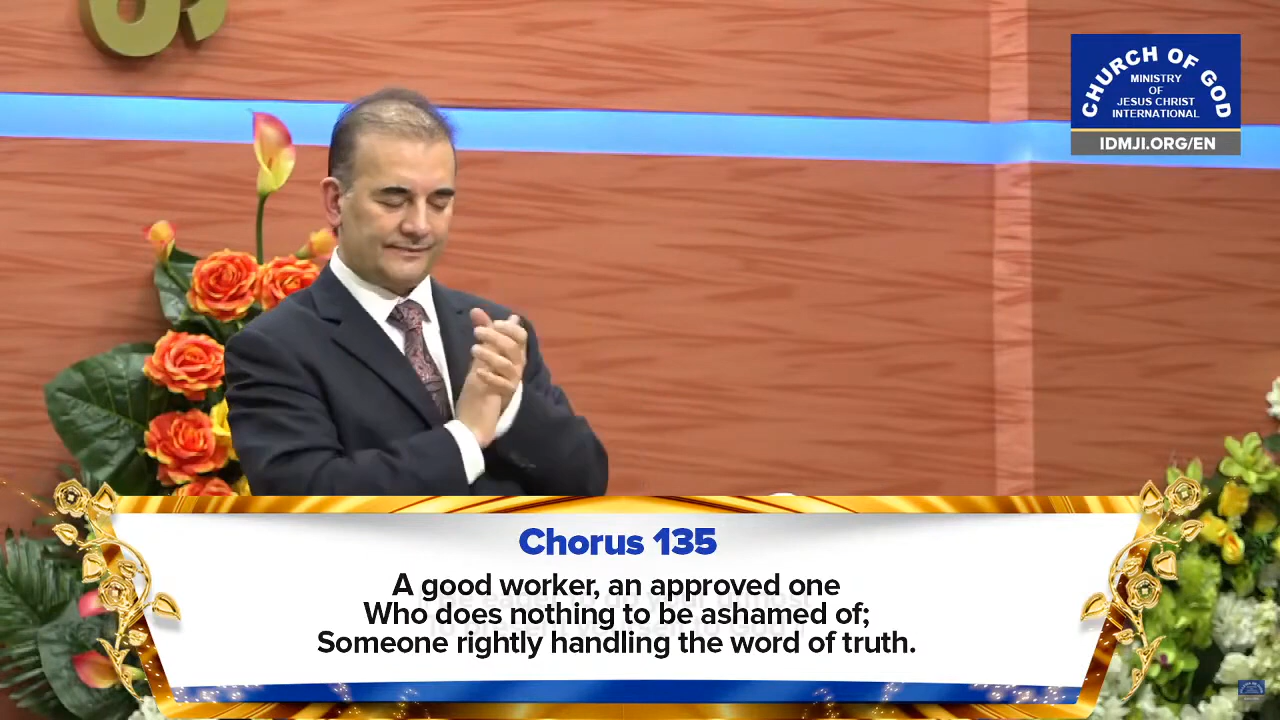 CHURCH OF GOD
MINISTRY
OF
JESUS CHRIST
INTERNATIONAL
IDMJI.ORG/EN
Chorus 135
A good worker, an approved one
Who does nothing to be ashamed of;
Someone rightly handling the word of truth.